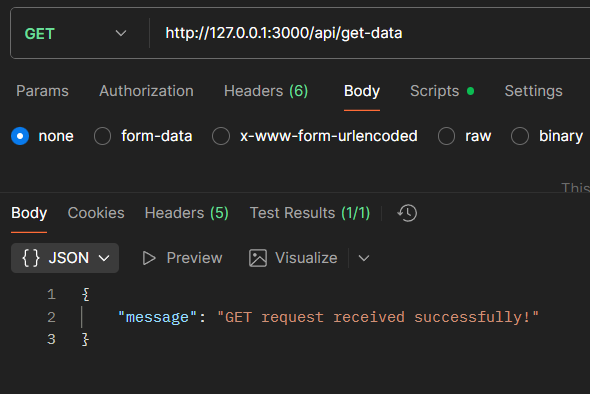 GET http://127.0.0.1:3000/api/get-data
Params Authorization Headers (6) Body Scripts Settings
none form-data x-www-form-urlencoded raw binary
This
Body Cookies Headers (5) Test Results (1/1)
{} JSON Preview Visualize
1 {
2 "message": "GET request received successfully!"
3 }